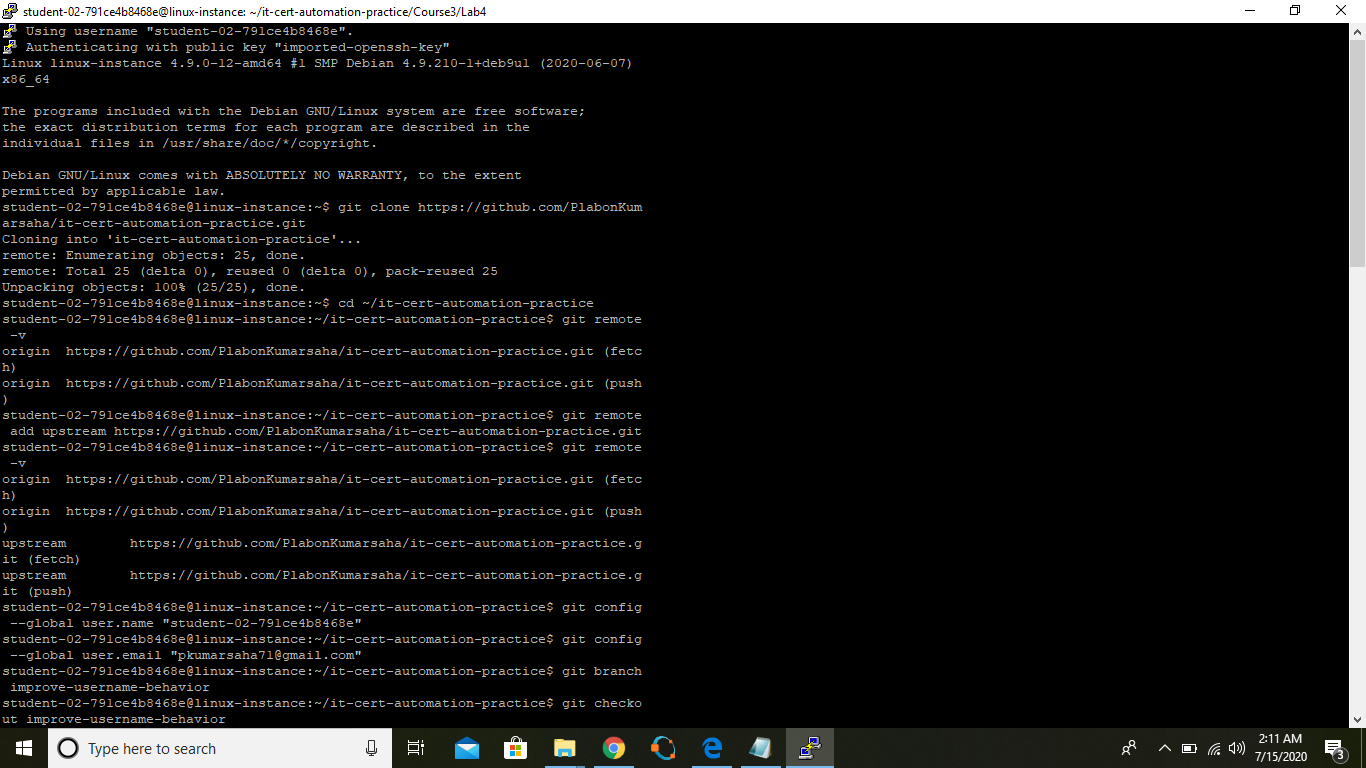 student-02-791ce4b8468e@linux-instance: ~/it-cert-automation-practice/Course3/Lab4
Using username "student-02-791ce4b8468e".
Authenticating with public key "imported-openssh-key"
Linux linux-instance 4.9.0-12-amd64 #1 SMP Debian 4.9.210-1+deb9u1 (2020-06-07)
x86_64
The programs included with the Debian GNU/Linux system are free software;
the exact distribution terms for each program are described in the
individual files in /usr/share/doc/*/copyright.
Debian GNU/Linux comes with ABSOLUTELY NO WARRANTY, to the extent
permitted by applicable law.
student-02-791ce4b8468e@linux-instance:~$ git clone https://github.com/PlabonKum
arsaha/it-cert-automation-practice.git
Cloning into 'it-cert-automation-practice'...
remote: Enumerating objects: 25, done.
remote: Total 25 (delta 0), reused 0 (delta 0), pack-reused 25
Unpacking objects: 100% (25/25), done.
student-02-791ce4b8468e@linux-instance:~$ cd ~/it-cert-automation-practice
student-02-791ce4b8468e@linux-instance:~/it-cert-automation-practice$ git remote
-v
origin  https://github.com/PlabonKumarsaha/it-cert-automation-practice.git (fetc
h)
origin  https://github.com/PlabonKumarsaha/it-cert-automation-practice.git (push
)
student-02-791ce4b8468e@linux-instance:~/it-cert-automation-practice$ git remote
add upstream https://github.com/PlabonKumarsaha/it-cert-automation-practice.git
student-02-791ce4b8468e@linux-instance:~/it-cert-automation-practice$ git remote
-v
origin  https://github.com/PlabonKumarsaha/it-cert-automation-practice.git (fetc
h)
origin  https://github.com/PlabonKumarsaha/it-cert-automation-practice.git (push
)
upstream        https://github.com/PlabonKumarsaha/it-cert-automation-practice.g
it (fetch)
upstream        https://github.com/PlabonKumarsaha/it-cert-automation-practice.g
it (push)
student-02-791ce4b8468e@linux-instance:~/it-cert-automation-practice$ git config
--global user.name "student-02-791ce4b8468e"
student-02-791ce4b8468e@linux-instance:~/it-cert-automation-practice$ git config
--global user.email "pkumarsaha71@gmail.com"
student-02-791ce4b8468e@linux-instance:~/it-cert-automation-practice$ git branch
improve-username-behavior
student-02-791ce4b8468e@linux-instance:~/it-cert-automation-practice$ git checko
ut improve-username-behavior
Type here to search
2:11 AM
7/15/2020
3